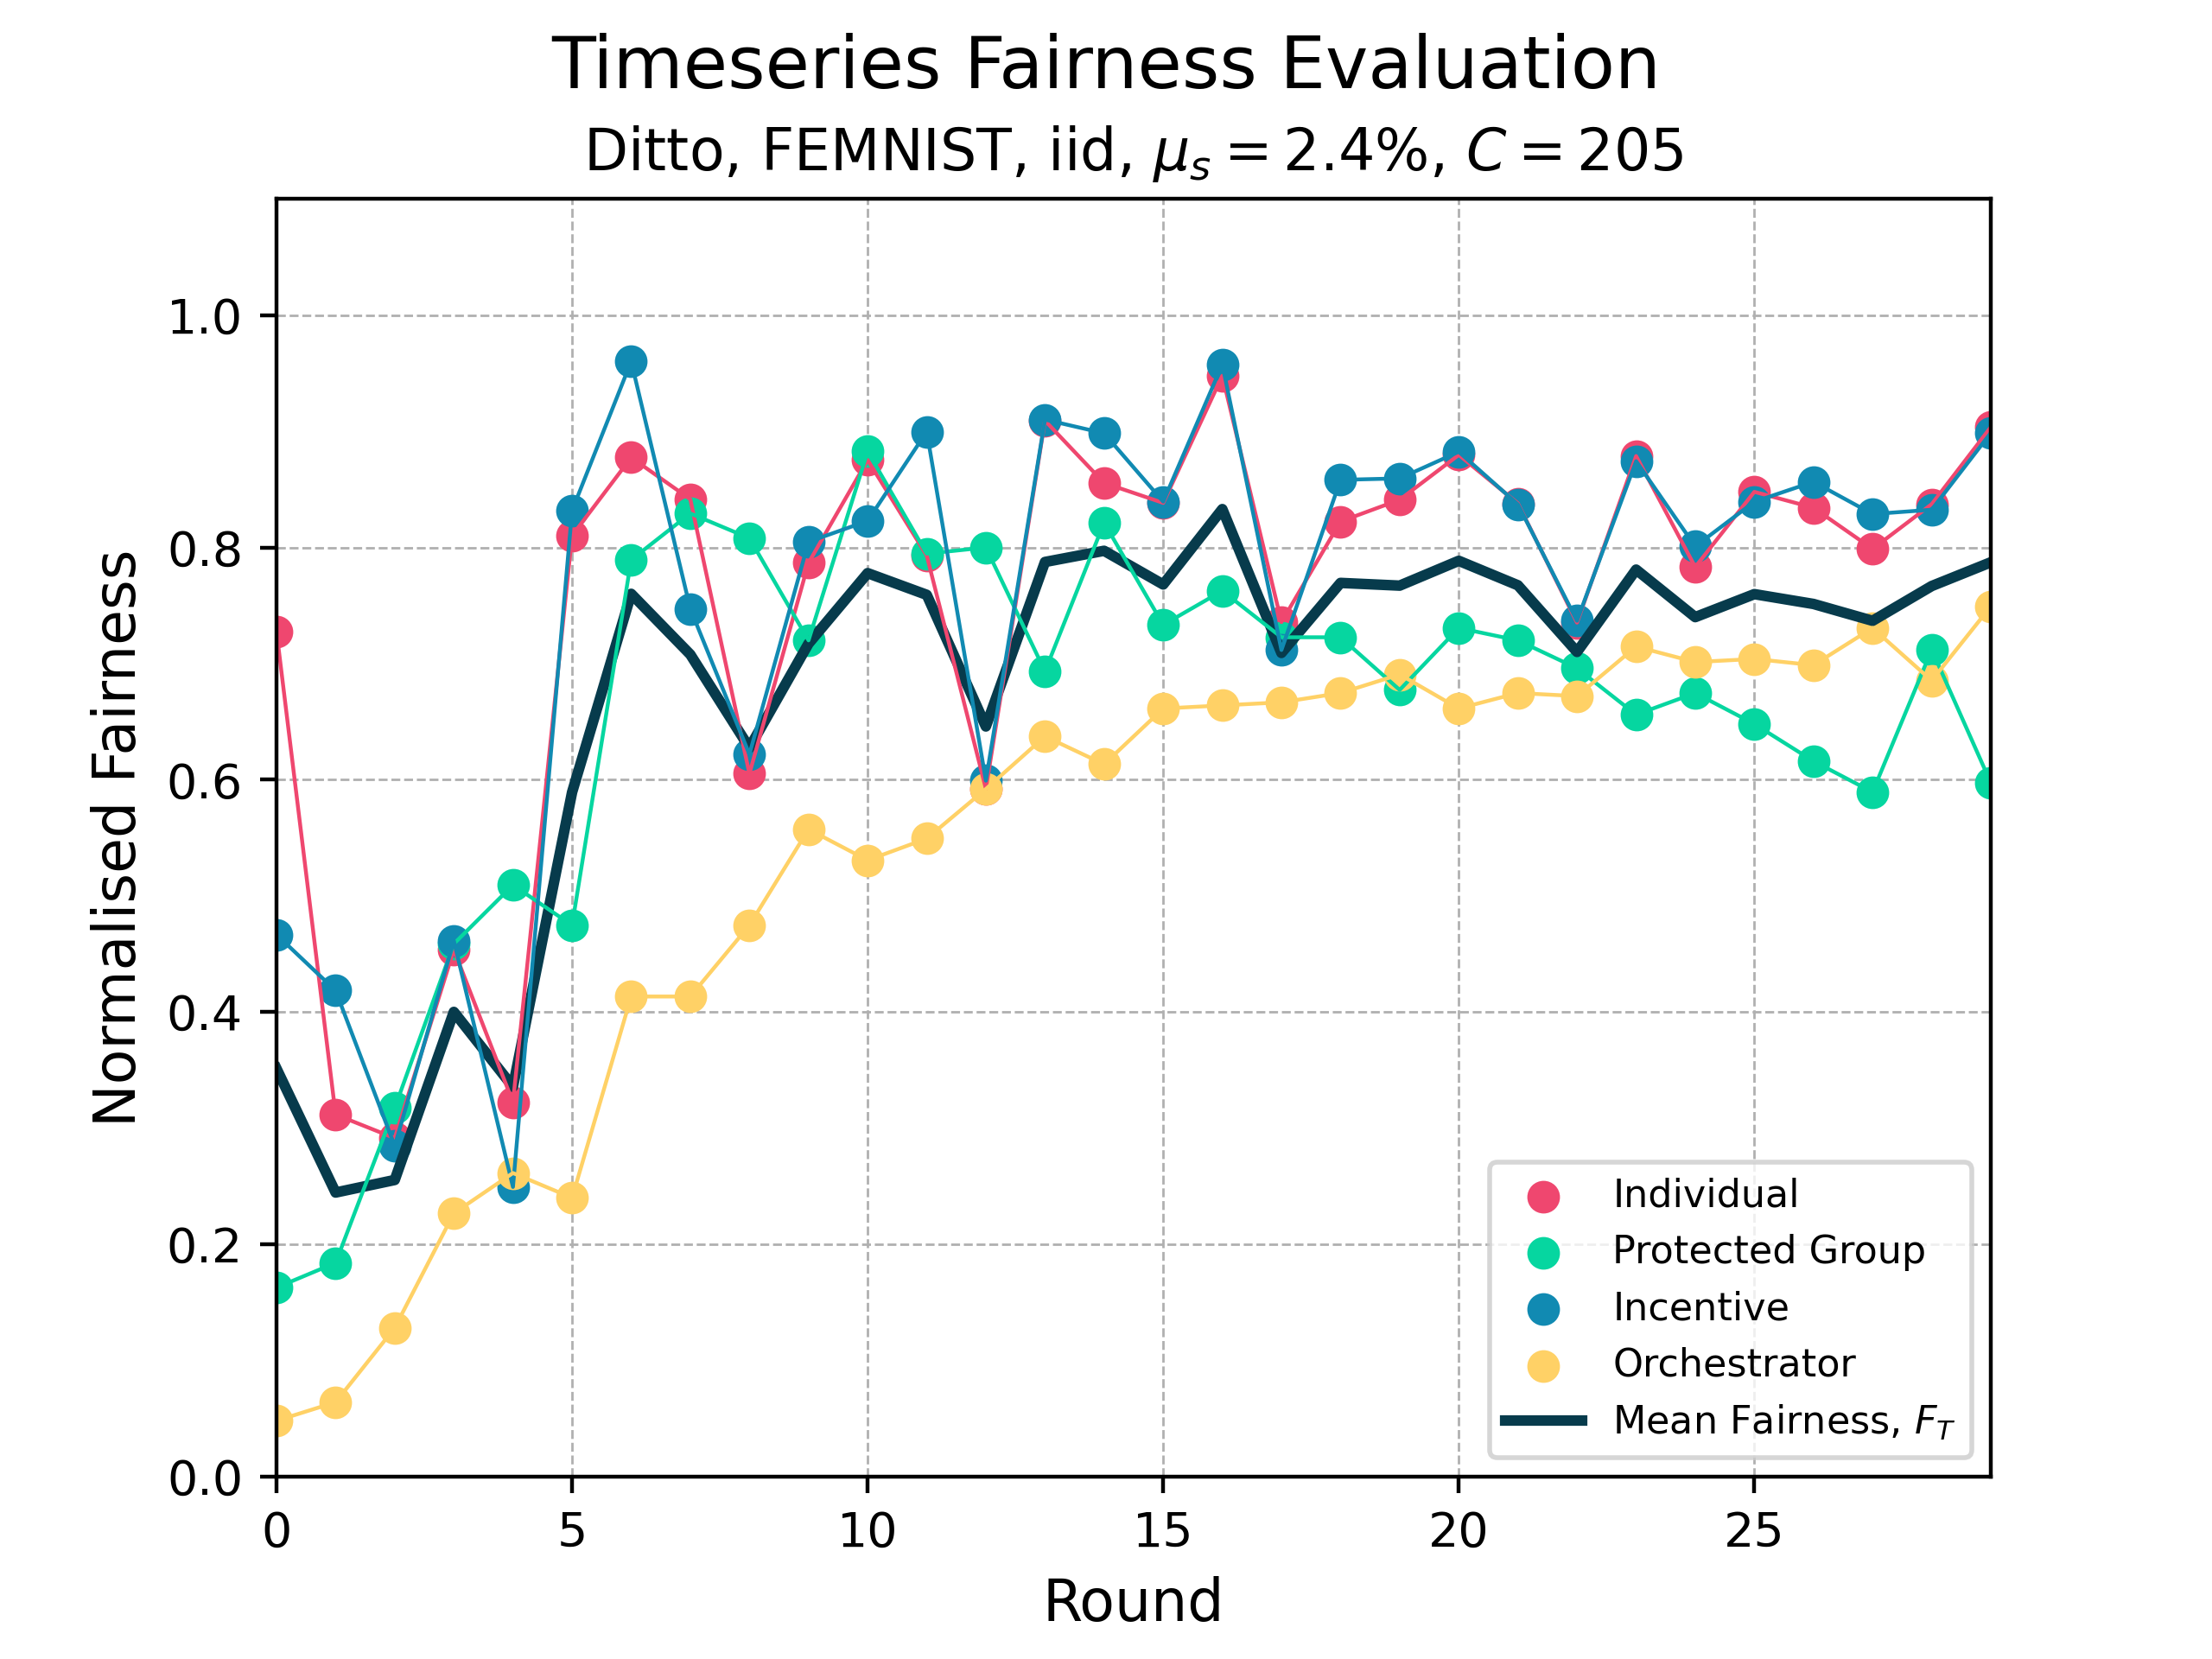 Timeseries Fairness Evaluation
Ditto, FEMNIST, iid, μₛ = 2.4%, C = 205
Normalised Fairness
1.0
0.8
0.6
0.4
0.2
0.0
0 5 10 15 20 25
Round
Individual
Protected Group
Incentive
Orchestrator
Mean Fairness, F_T